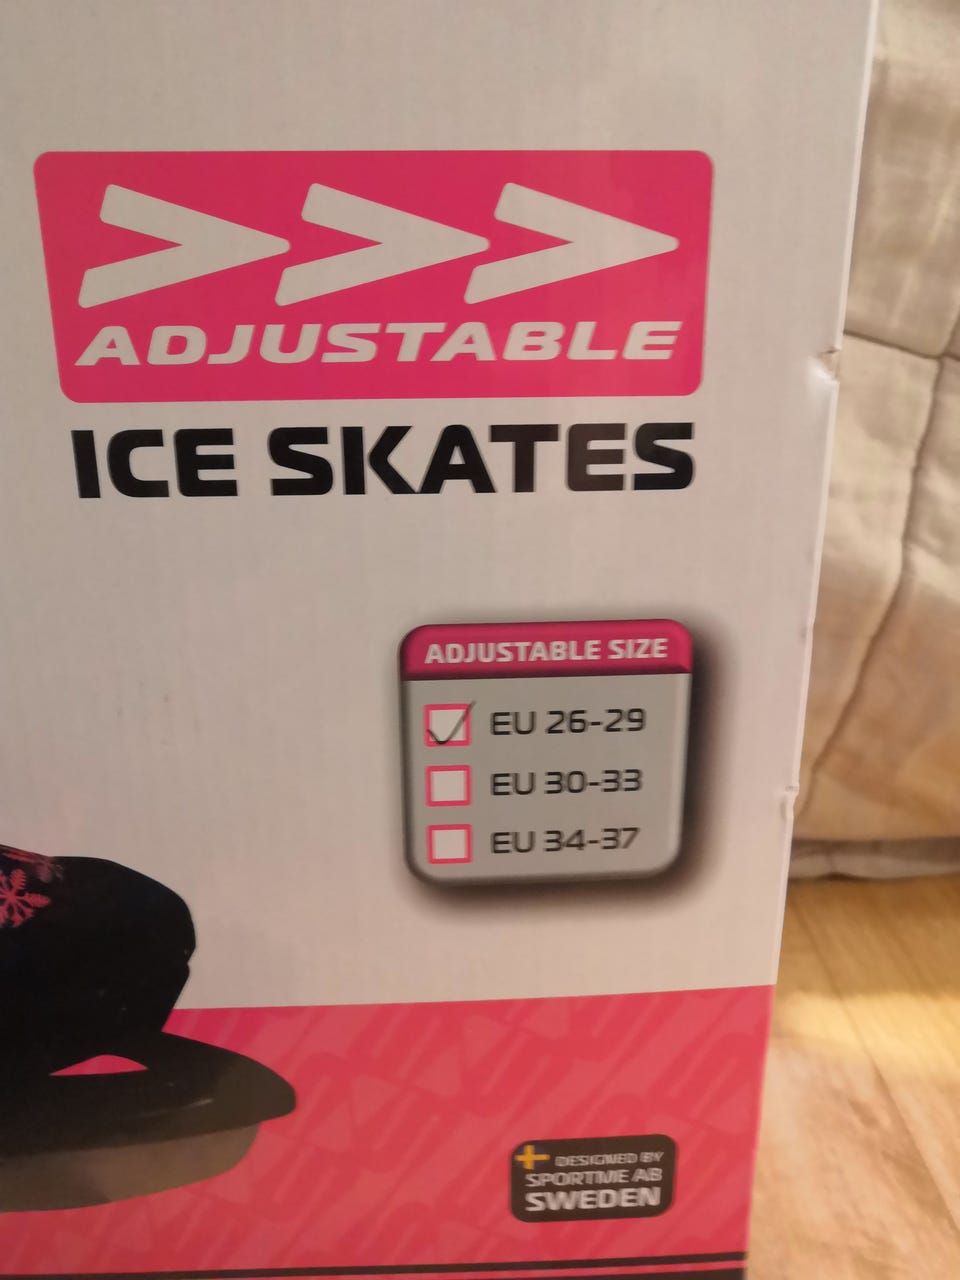 ADJUSTABLE
ICE SKATES
ADJUSTABLE SIZE
EU 26-29
EU 30-33
EU 34-37
DESIGNED BY
SPORTME AB
SWEDEN